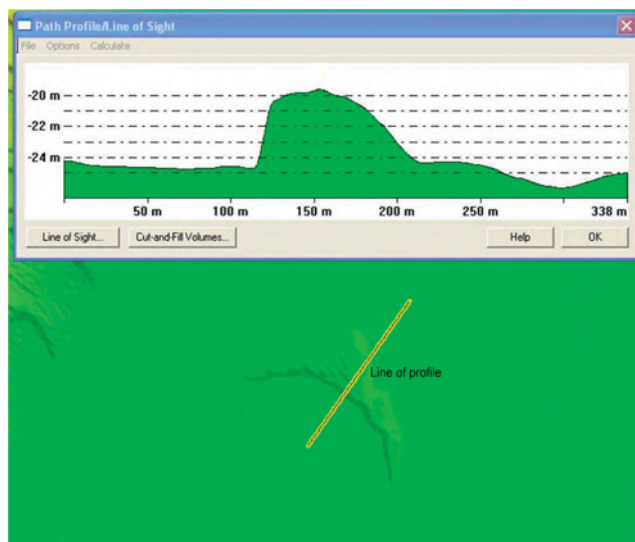 Path Profile/Line of Sight
File Options Calculate
-20 m
-22 m
-24 m
50 m 100 m 150 m 200 m 250 m 338 m
Line of Sight... Cut-and-Fill Volumes... Help OK
Line of profile